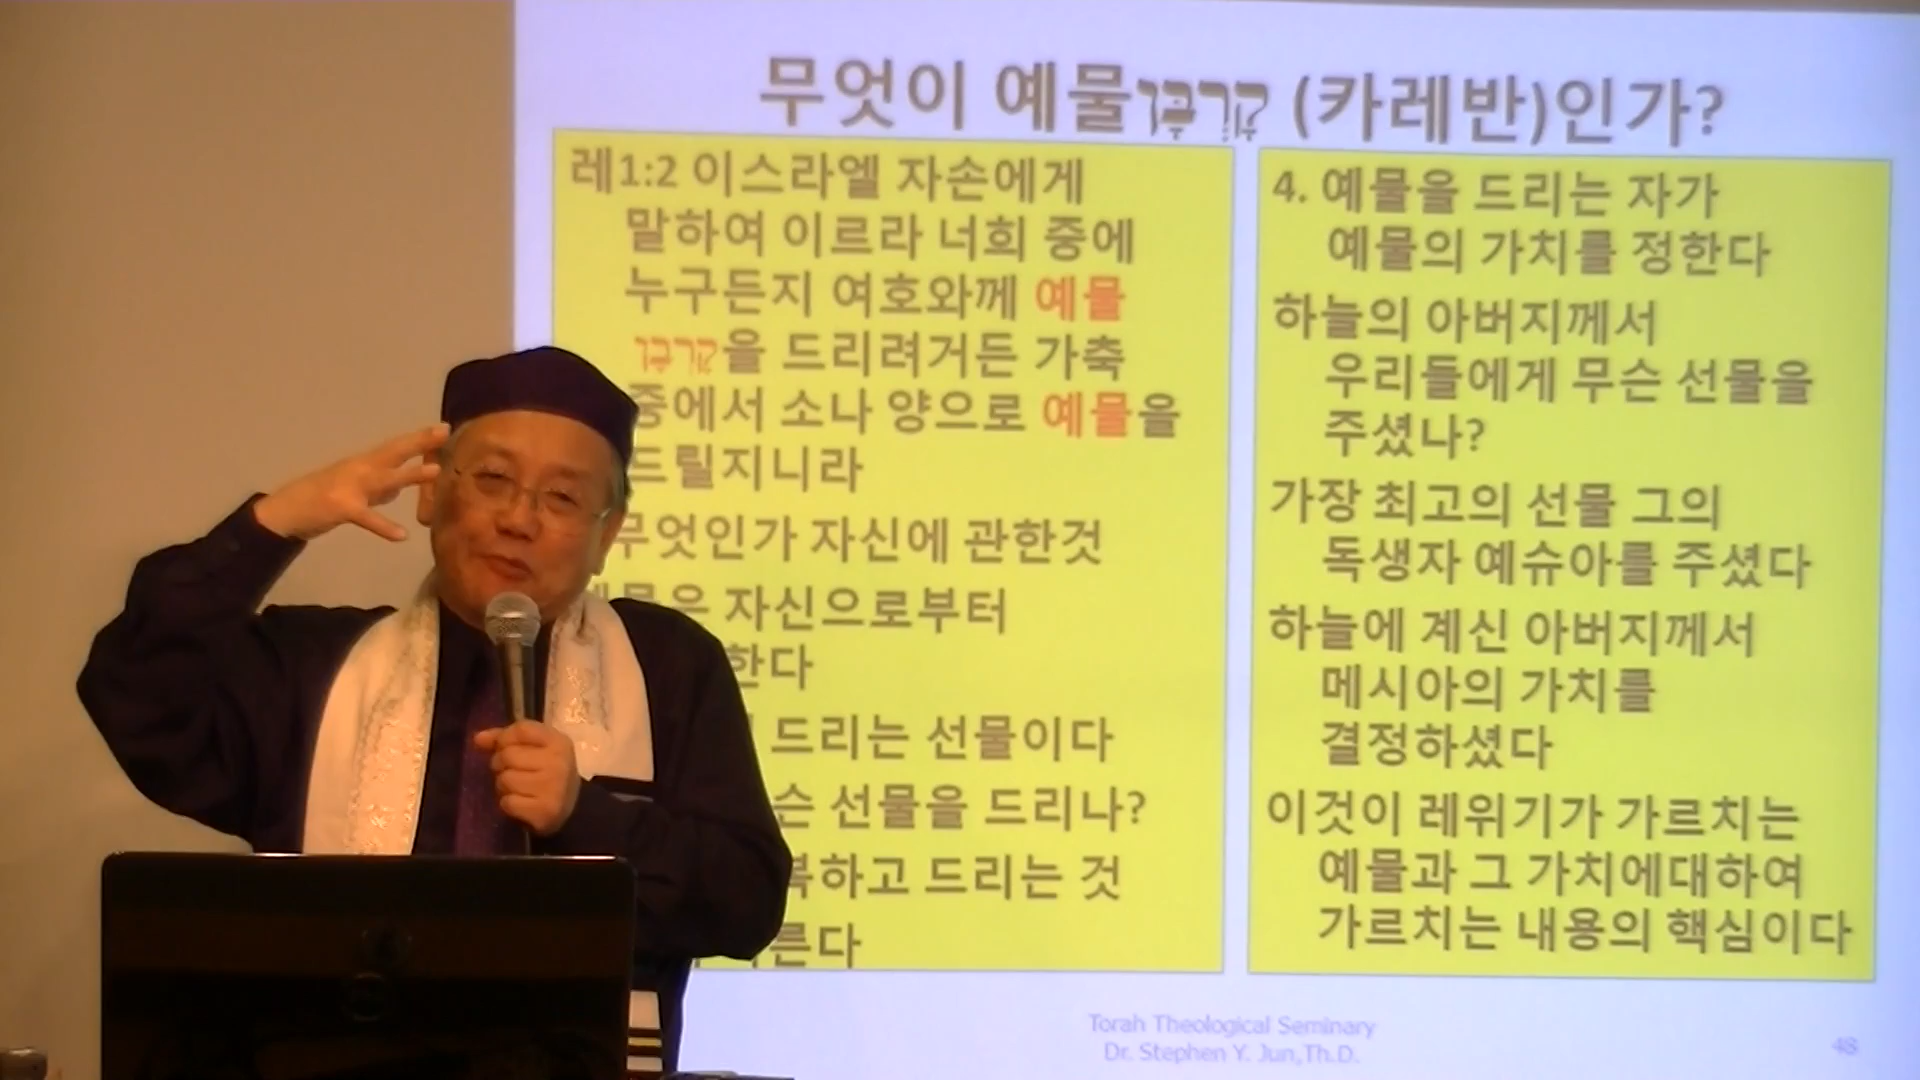 무엇이 예물קָרְבָּן (카레반)인가?
레1:2 이스라엘 자손에게
말하여 이르라 너희 중에
누구든지 여호와께 예물
קָרְבָּן을 드리려거든 가축
중에서 소나 양으로 예물을
드릴지니라
무엇인가 자신에 관한것
자신으로부터
한다
드리는 선물이다
선물을 드리나?
드리는 것
4. 예물을 드리는 자가
예물의 가치를 정한다
하늘의 아버지께서
우리들에게 무슨 선물을
주셨나?
가장 최고의 선물 그의
독생자 예슈아를 주셨다
하늘에 계신 아버지께서
메시아의 가치를
결정하셨다
이것이 레위기가 가르치는
예물과 그 가치에대하여
가르치는 내용의 핵심이다
Torah Theological Seminary
Dr. Stephen Y. Jun,Th.D.
48